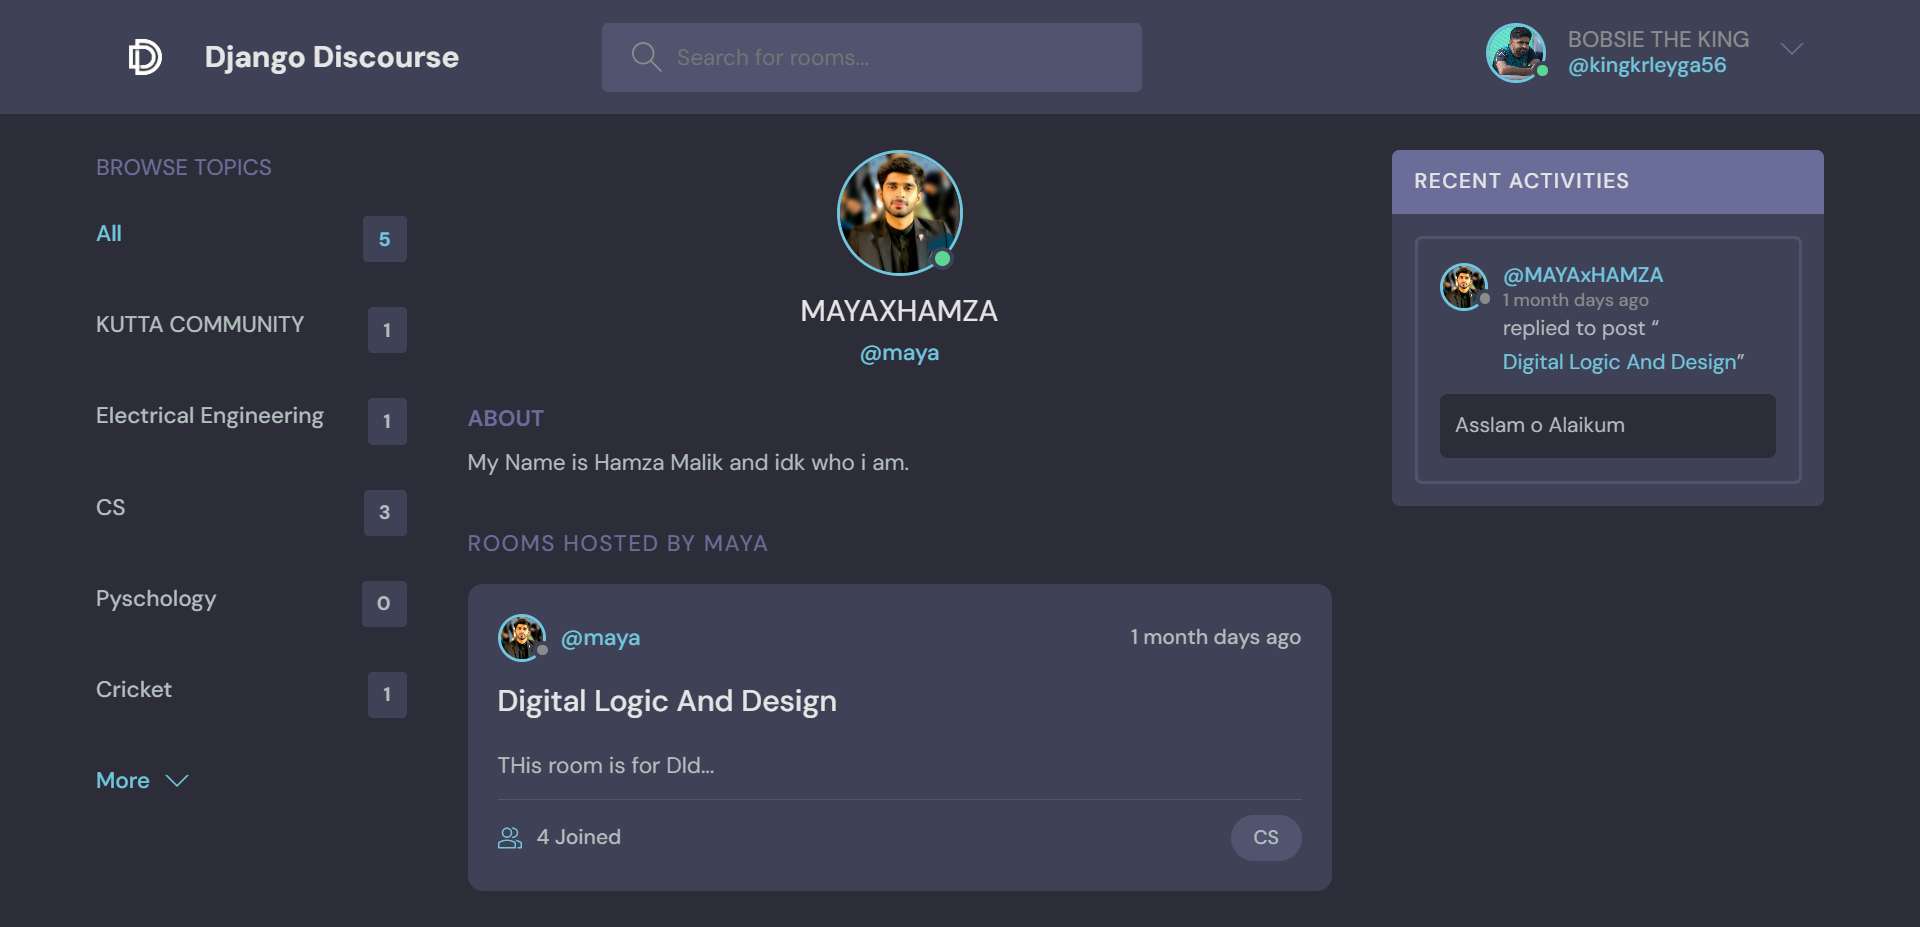 Django Discourse
Search for rooms...
BOBSIE THE KING
@kingkrleyga56
BROWSE TOPICS
All 5
KUTTA COMMUNITY 1
Electrical Engineering 1
CS 3
Pyschology 0
Cricket 1
More
MAYAXHAMZA
@maya
ABOUT
My Name is Hamza Malik and idk who i am.
ROOMS HOSTED BY MAYA
@maya 1 month days ago
Digital Logic And Design
THis room is for Dld...
4 Joined CS
RECENT ACTIVITIES
@MAYAxHAMZA
1 month days ago
replied to post “
Digital Logic And Design”
Asslam o Alaikum